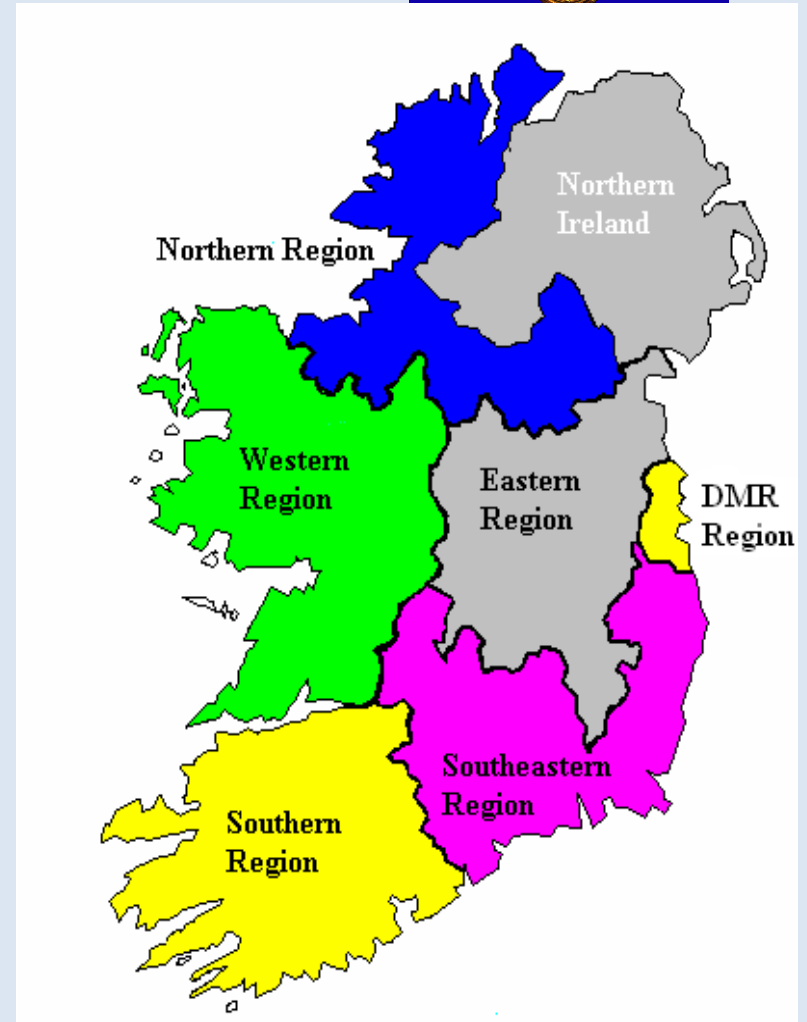 Northern
Ireland
Northern Region
Western
Region
Eastern
Region
DMR
Region
Southeastern
Region
Southern
Region